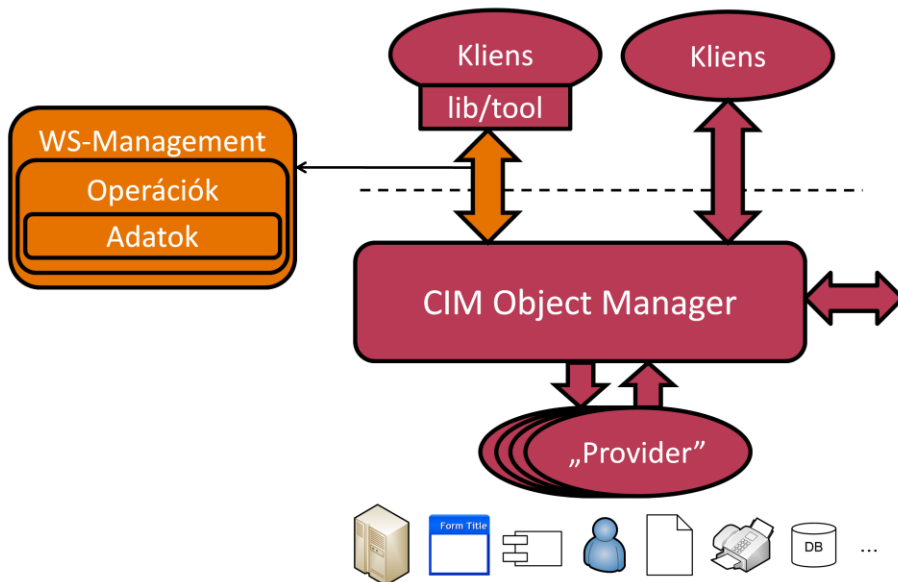 Kliens
Kliens
lib/tool
WS-Management
Operációk
Adatok
CIM Object Manager
„Provider”
Form Title
DB
...